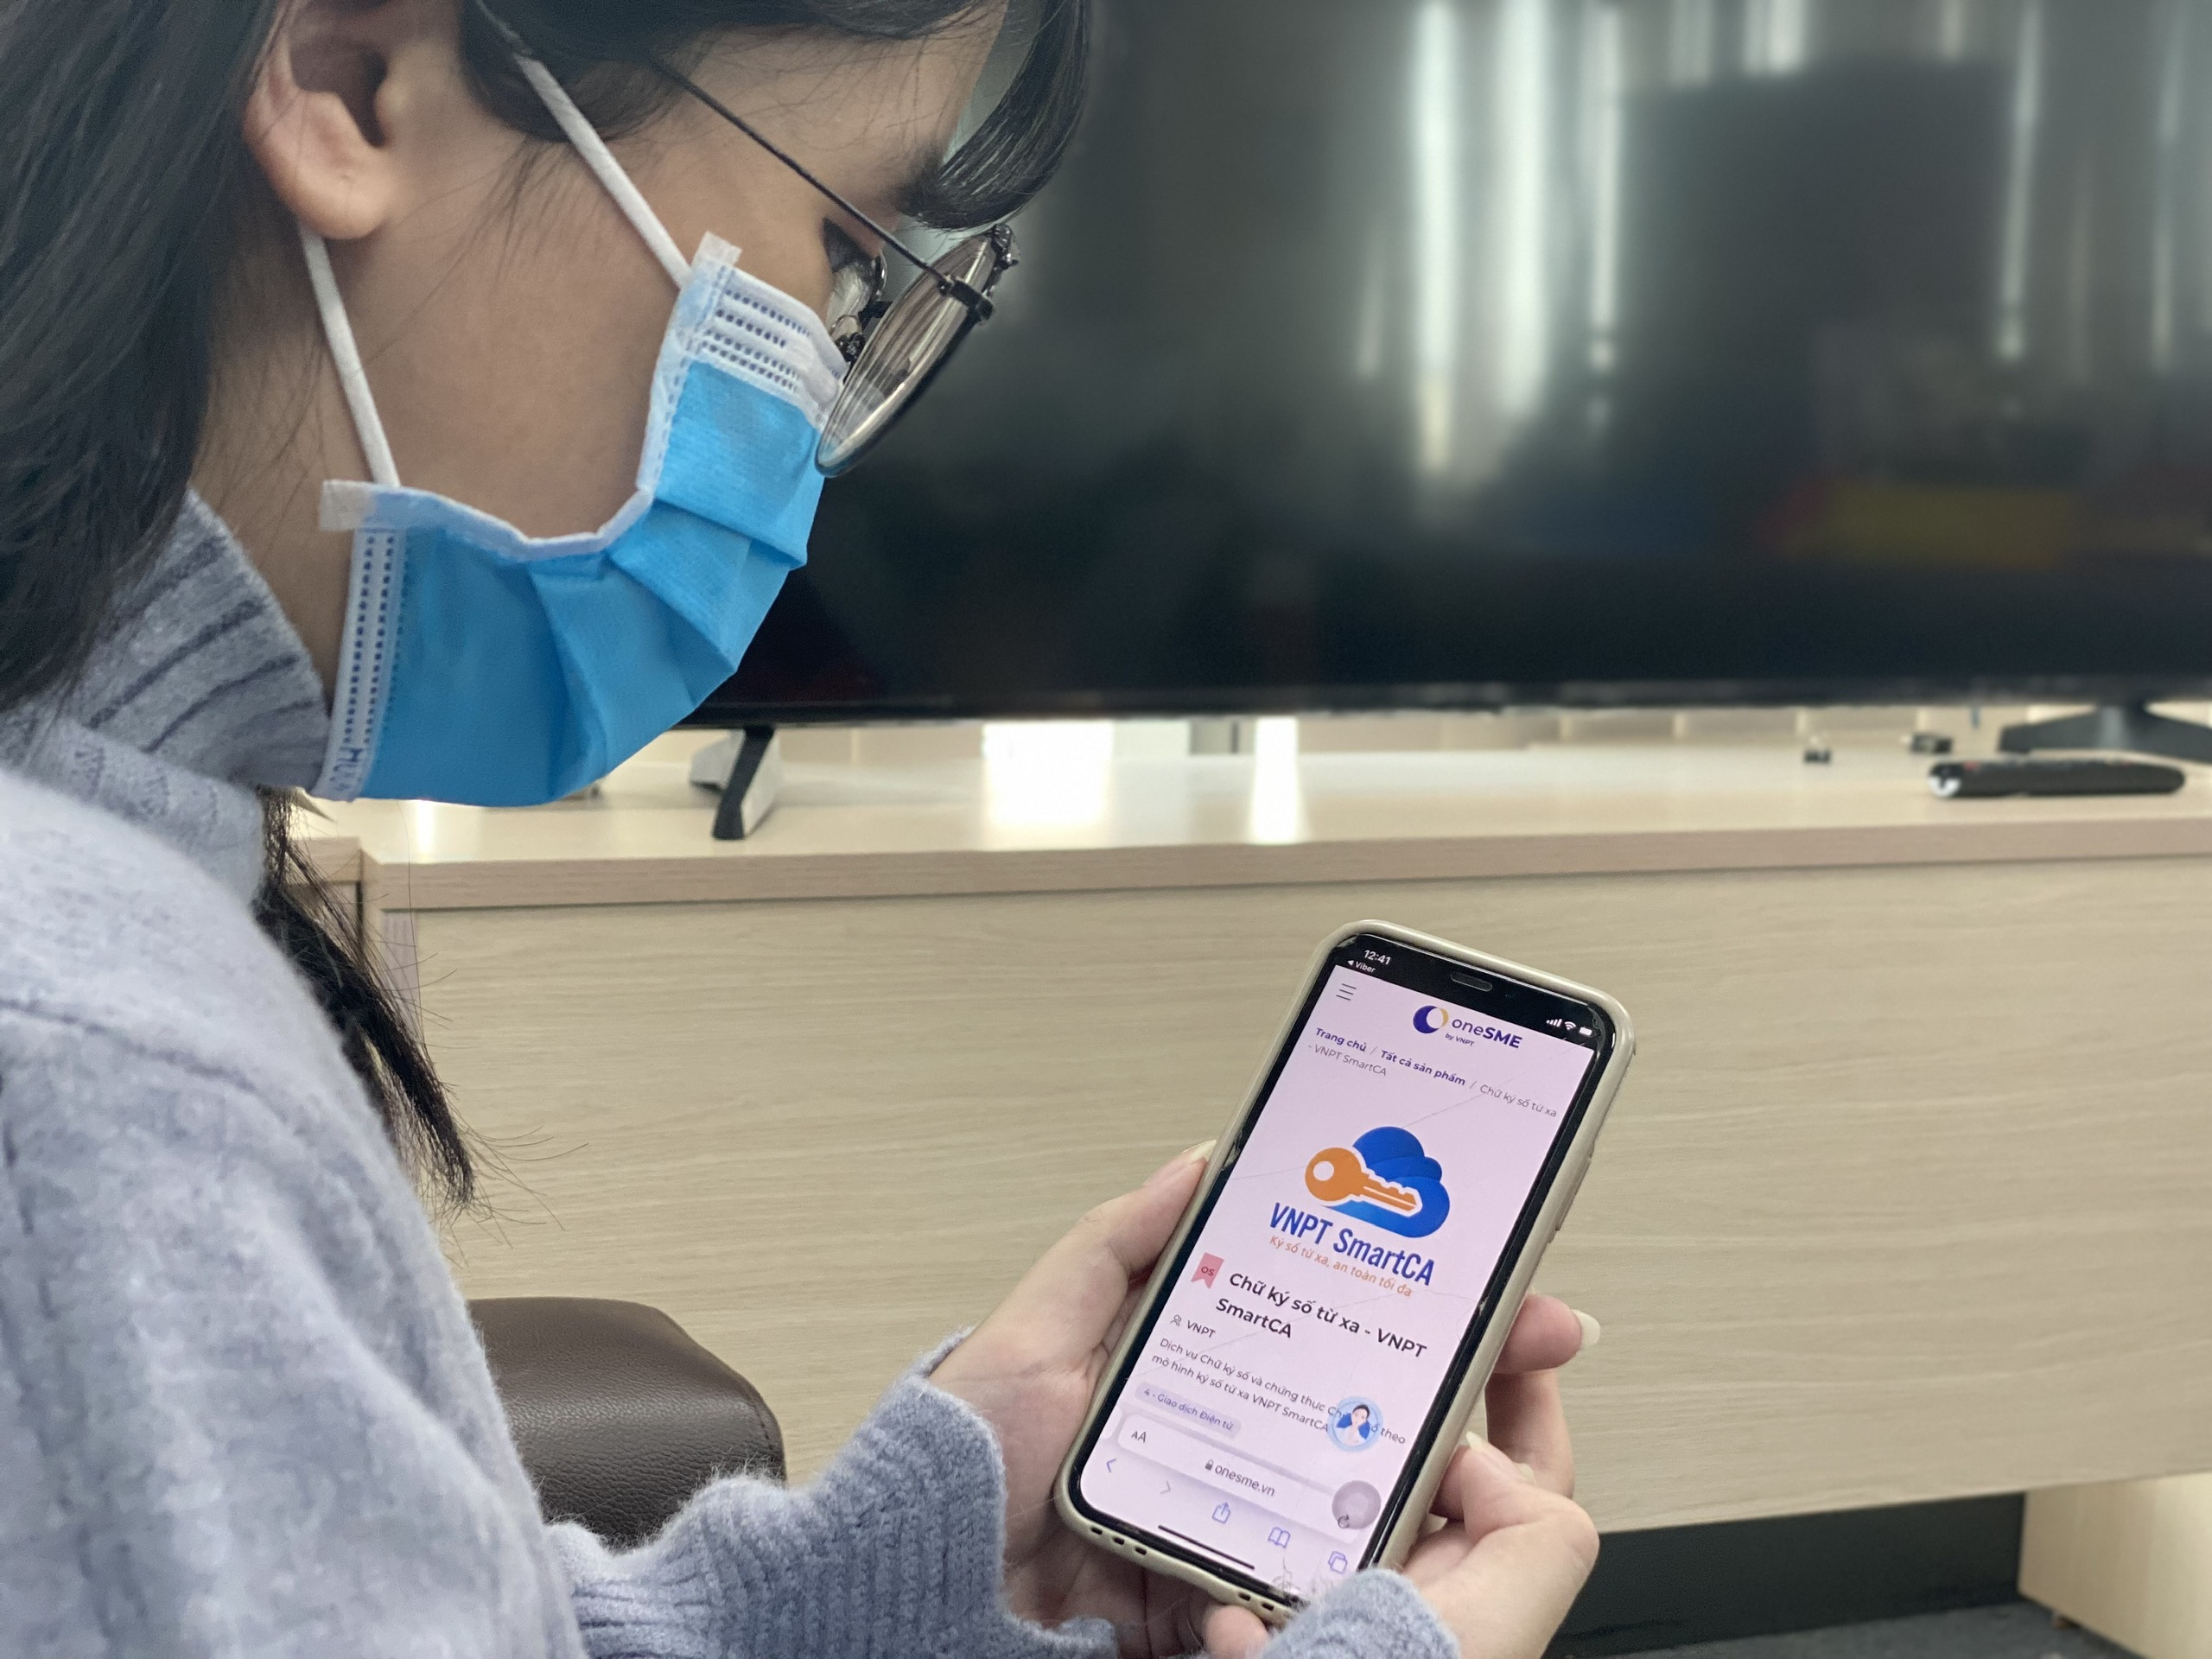 12:41
◀ Viber
oneSME
by VNPT
Trang chủ / Tất cả sản phẩm / Chữ ký số từ xa
- VNPT SmartCA
VNPT SmartCA
Ký số từ xa, an toàn tối đa
OS
Chữ ký số từ xa - VNPT
SmartCA
VNPT
Dịch vụ Chữ ký số và chứng thực theo
mô hình ký số từ xa VNPT SmartCA
4 - Giao dịch Điện tử
AA
onesme.vn